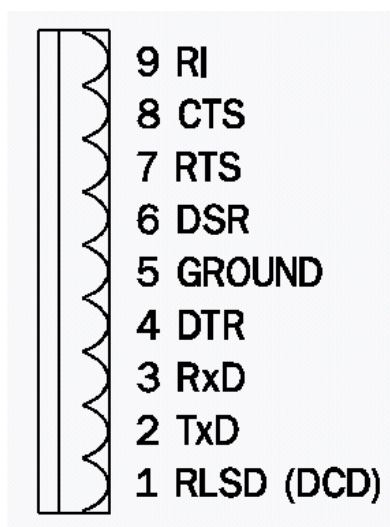 9 RI
8 CTS
7 RTS
6 DSR
5 GROUND
4 DTR
3 RxD
2 TxD
1 RLSD (DCD)